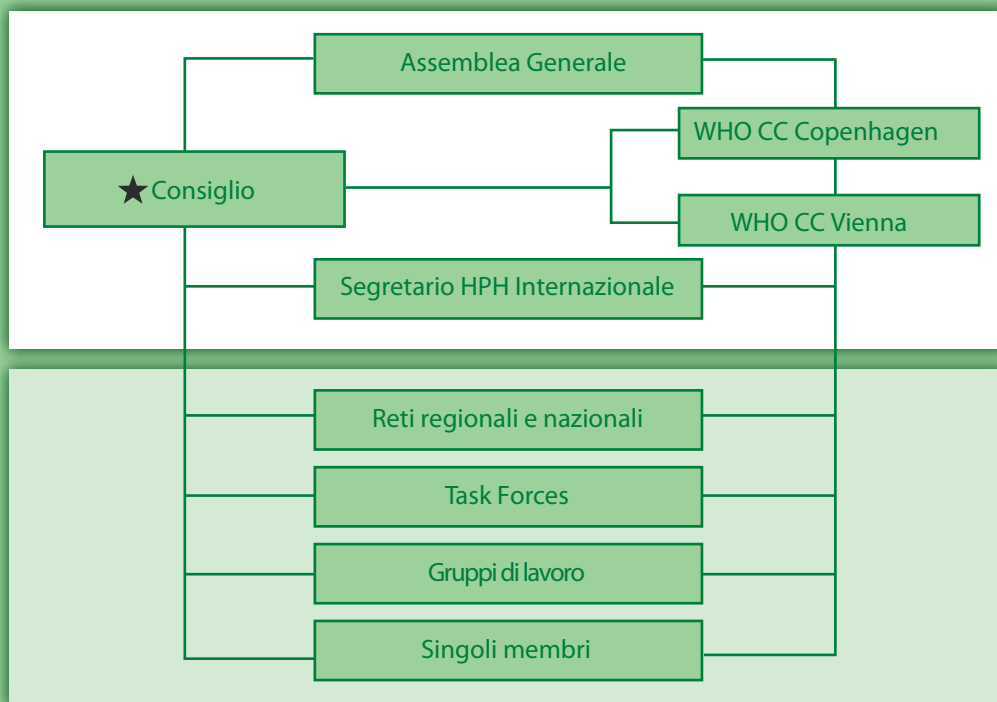 Assemblea Generale
WHO CC Copenhagen
★ Consiglio
WHO CC Vienna
Segretario HPH Internazionale
Reti regionali e nazionali
Task Forces
Gruppi di lavoro
Singoli membri